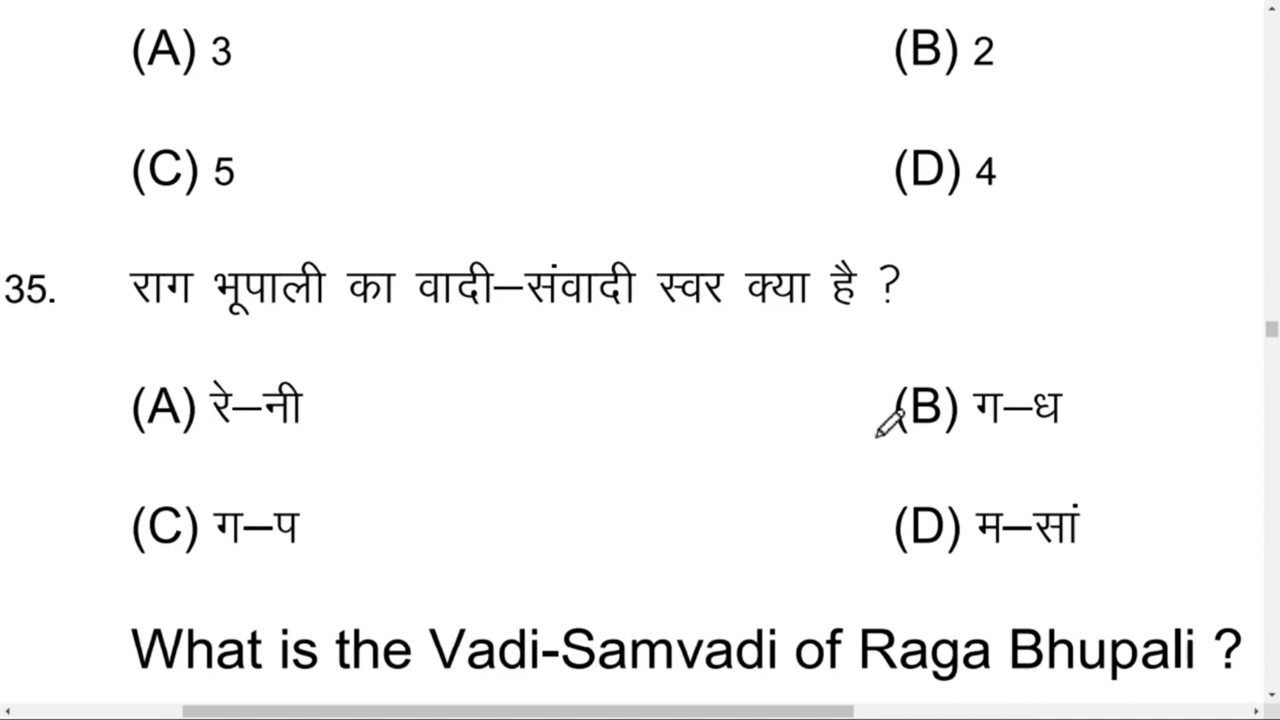 (A) 3 (B) 2
(C) 5 (D) 4
35. राग भूपाली का वादी–संवादी स्वर क्या है ?
(A) रे–नी (B) ग–ध
(C) ग–प (D) म–सां
What is the Vadi-Samvadi of Raga Bhupali ?